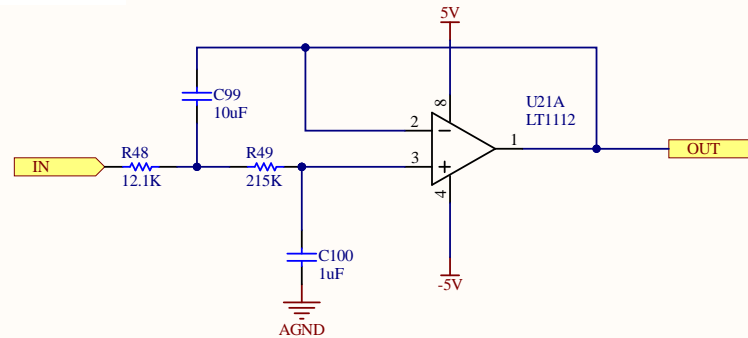 5V
C99
10uF
8
U21A
LT1112
2
1
R48
R49
3
IN
OUT
12.1K
215K
4
C100
1uF
-5V
AGND